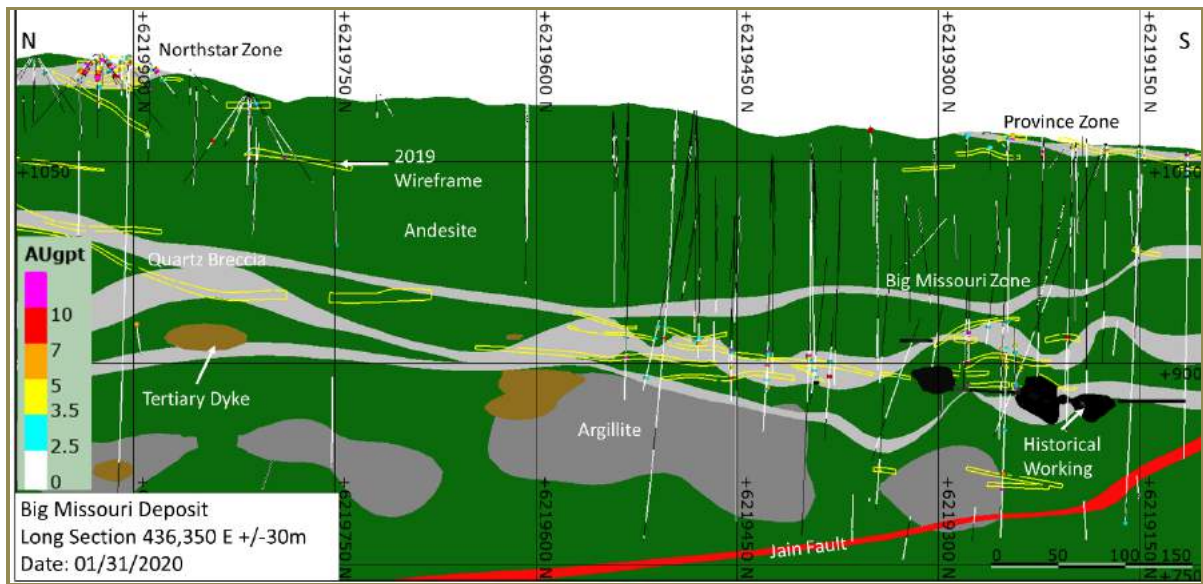 N
S
Northstar Zone
+6219900 N
+6219750 N
+6219600 N
+6219450 N
+6219300 N
+6219150 N
Province Zone
+1050
2019
Wireframe
+1050
Andesite
AUgpt
10
7
5
3.5
2.5
0
Quartz Breccia
Big Missouri Zone
Tertiary Dyke
+900
Argillite
Historical
Working
Big Missouri Deposit
Long Section 436,350 E +/-30m
Date: 01/31/2020
Jain Fault
+6219750 N
+6219600 N
+6219450 N
+6219300 N
+6219150 N
0 50 100 150
+750